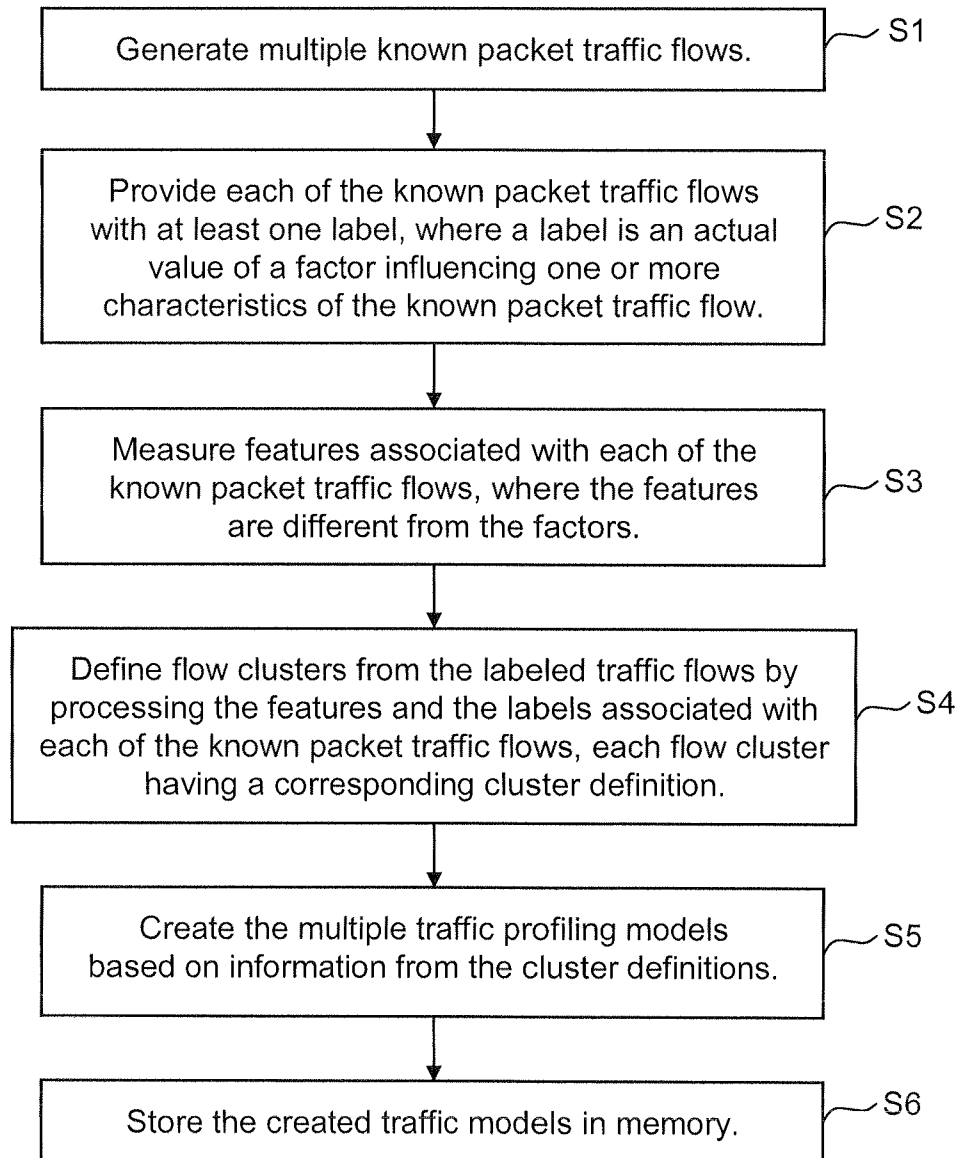 Generate multiple known packet traffic flows.
S1
Provide each of the known packet traffic flows
with at least one label, where a label is an actual
value of a factor influencing one or more
characteristics of the known packet traffic flow.
S2
Measure features associated with each of the
known packet traffic flows, where the features
are different from the factors.
S3
Define flow clusters from the labeled traffic flows by
processing the features and the labels associated with
each of the known packet traffic flows, each flow cluster
having a corresponding cluster definition.
S4
Create the multiple traffic profiling models
based on information from the cluster definitions.
S5
Store the created traffic models in memory.
S6